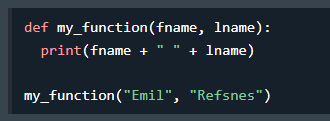 def my_function(fname, lname):
  print(fname + " " + lname)

my_function("Emil", "Refsnes")